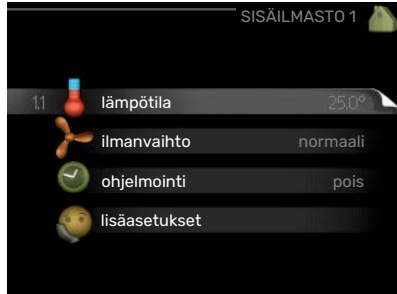 SISÄILMASTO 1
1.1 lämpötila 25.0°
ilmanvaihto normaali
ohjelmointi pois
lisäasetukset